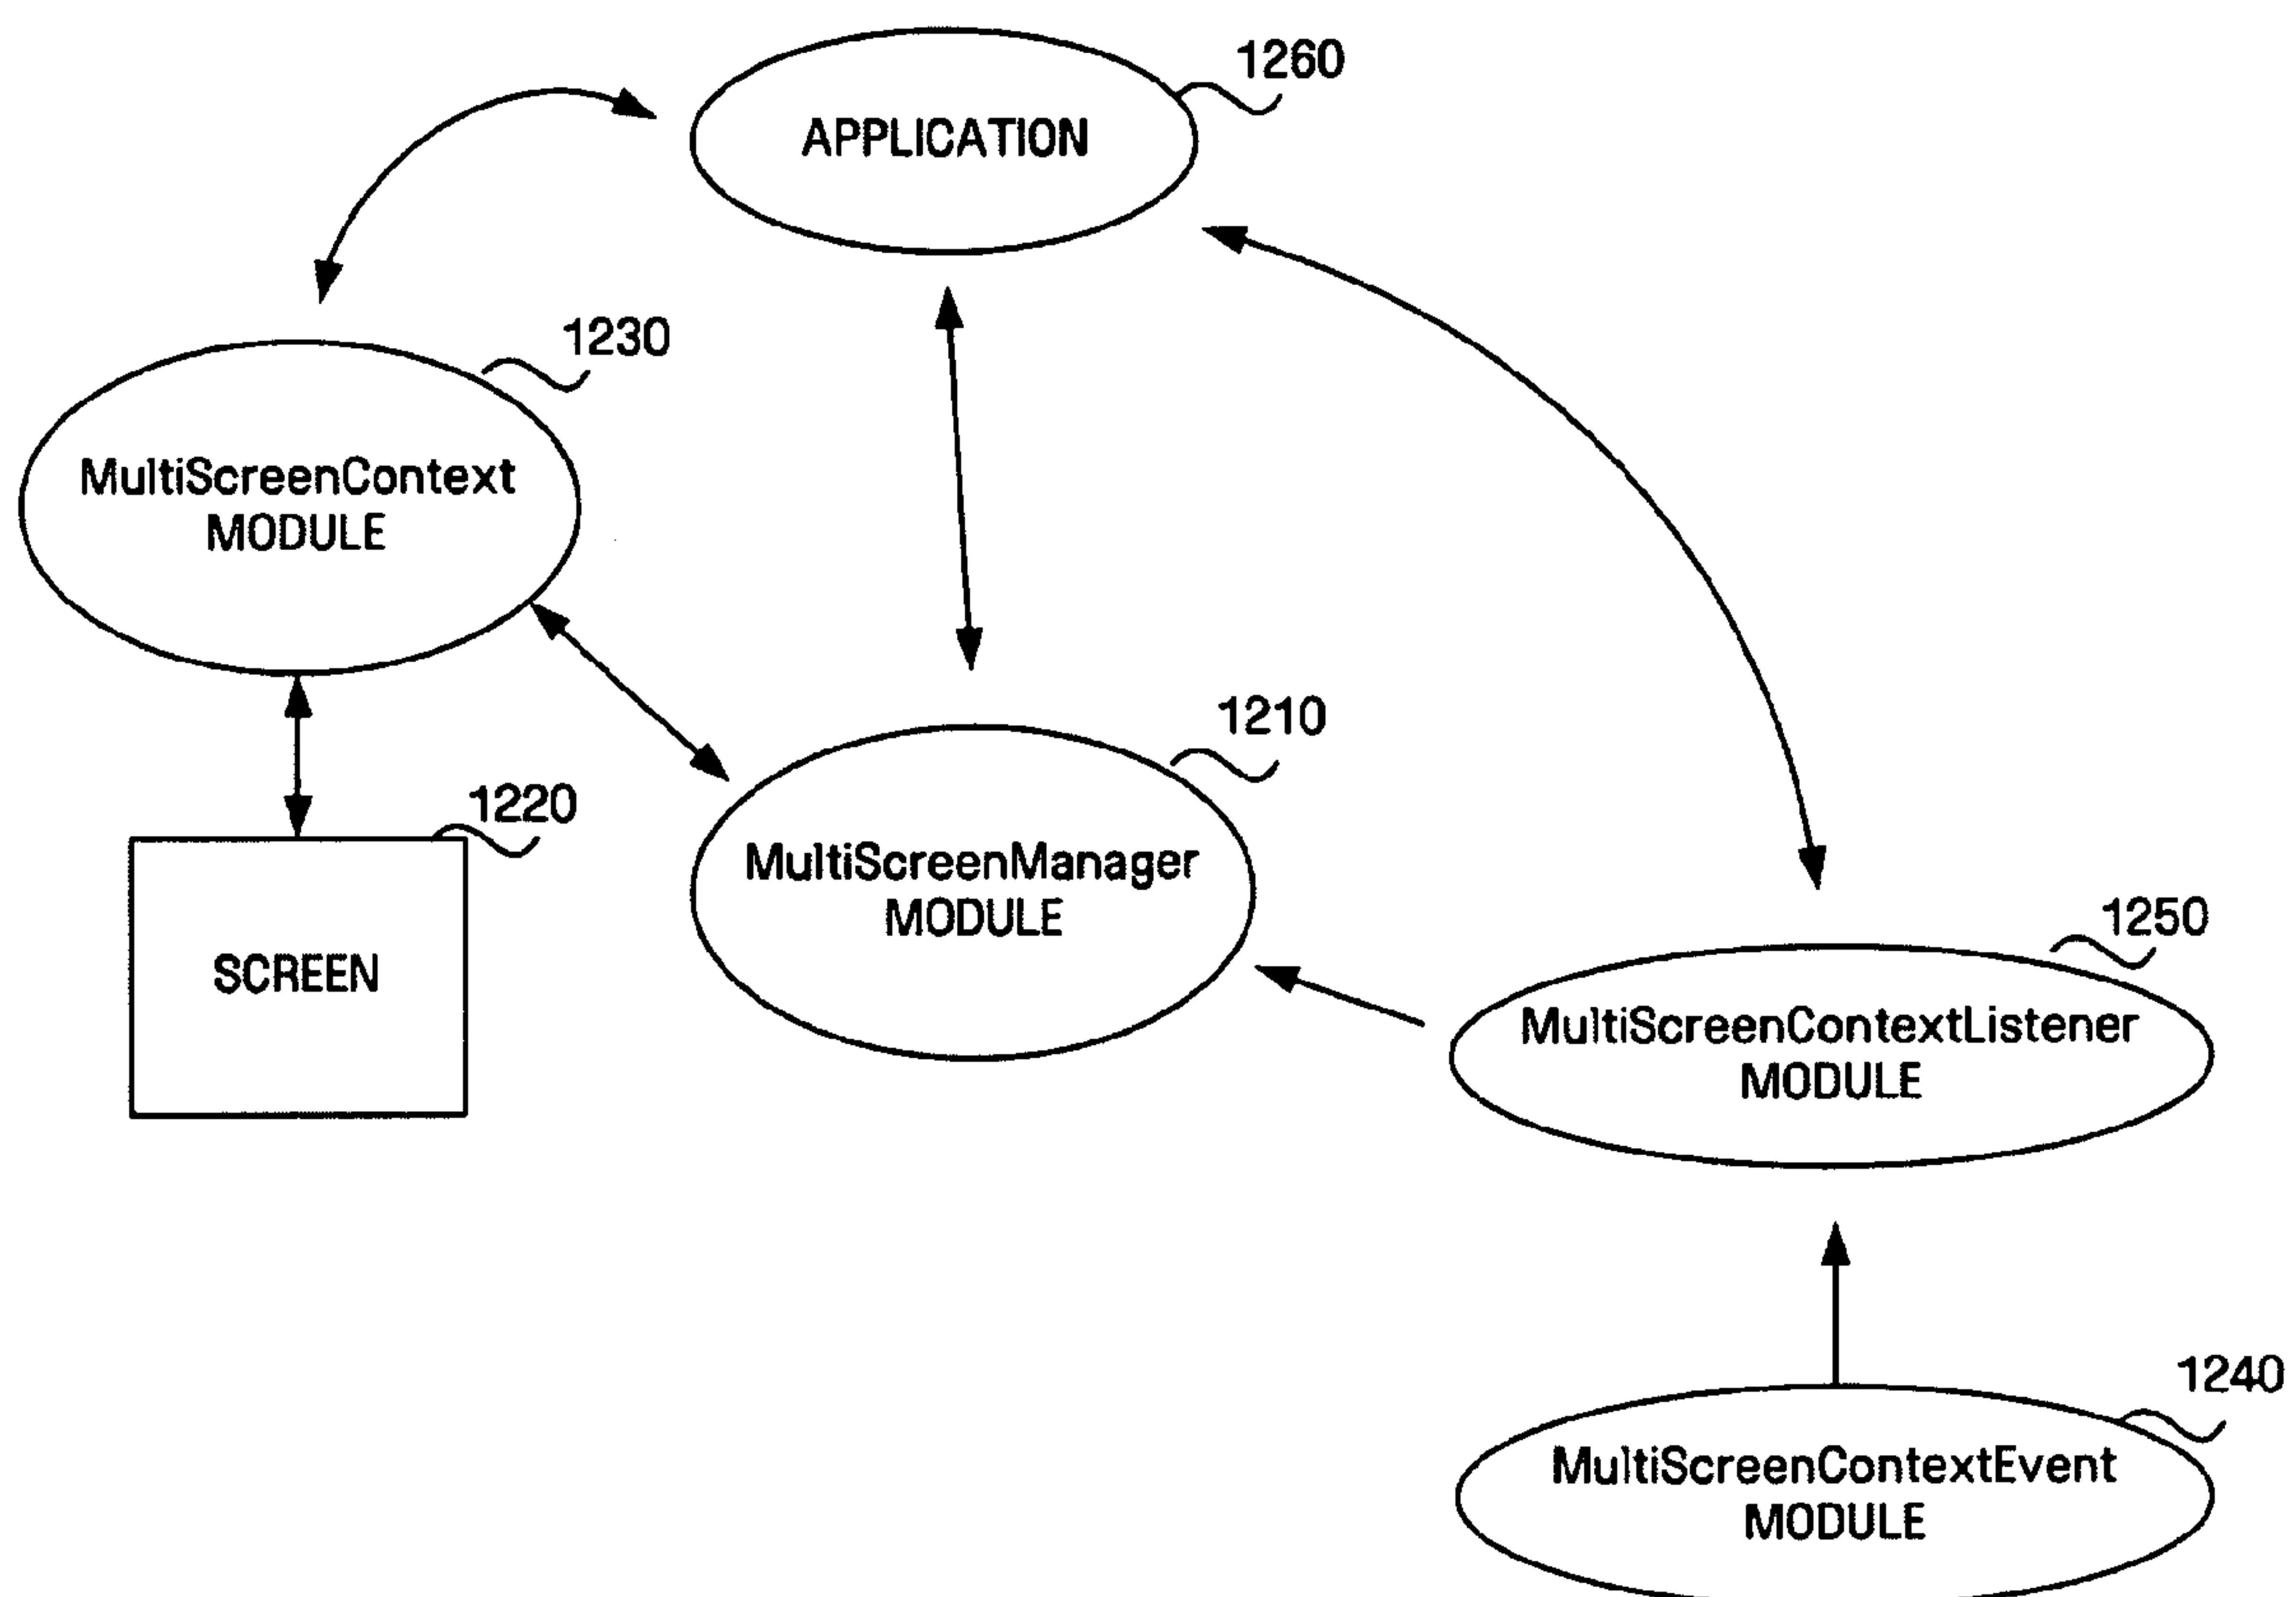 1260
APPLICATION
1230
MultiScreenContext
MODULE
1210
1220
MultiScreenManager
MODULE
SCREEN
1250
MultiScreenContextListener
MODULE
1240
MultiScreenContextEvent
MODULE